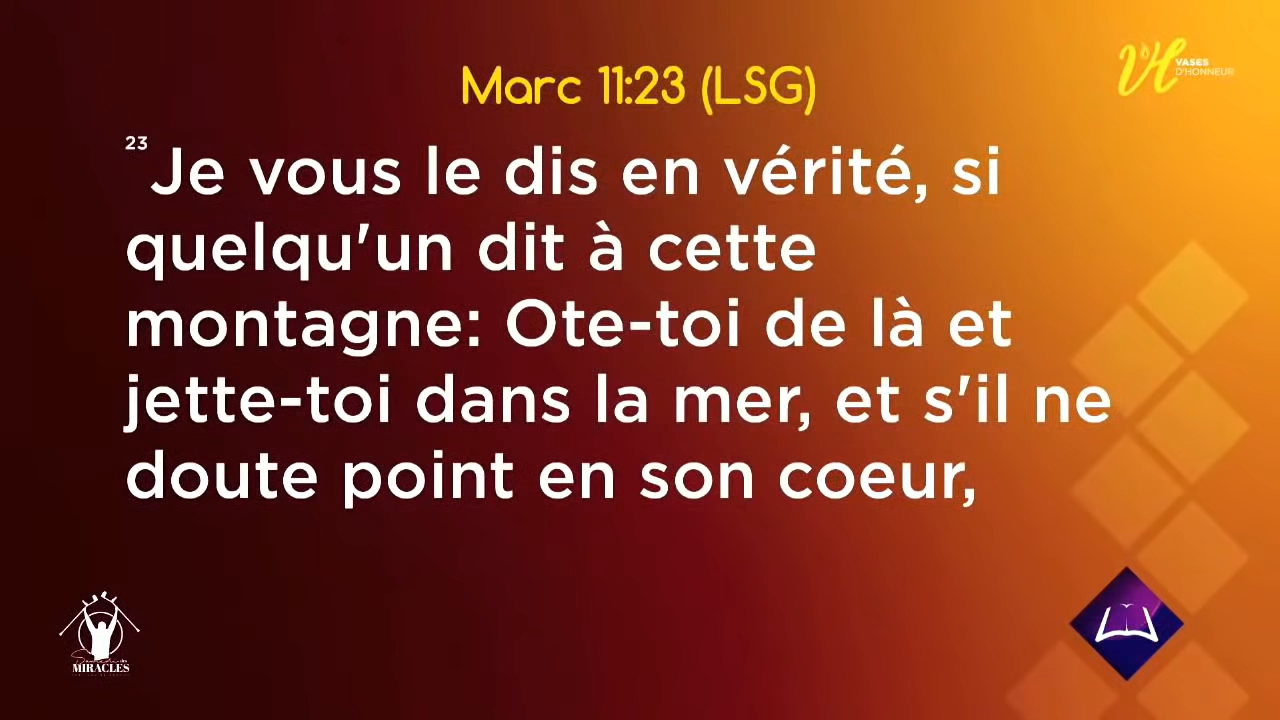 Marc 11:23 (LSG)
VASES
D'HONNEUR
23 Je vous le dis en vérité, si
quelqu'un dit à cette
montagne: Ote-toi de là et
jette-toi dans la mer, et s'il ne
doute point en son coeur,
MIRACLES